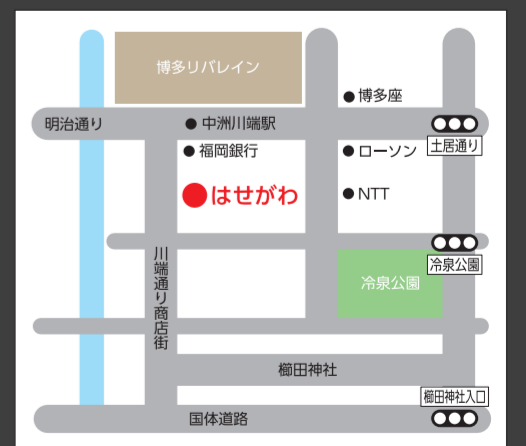 博多リバレイン
博多座
明治通り
中洲川端駅
土居通り
福岡銀行
ローソン
はせがわ
NTT
川端通り商店街
冷泉公園
冷泉公園
櫛田神社
櫛田神社入口
国体道路